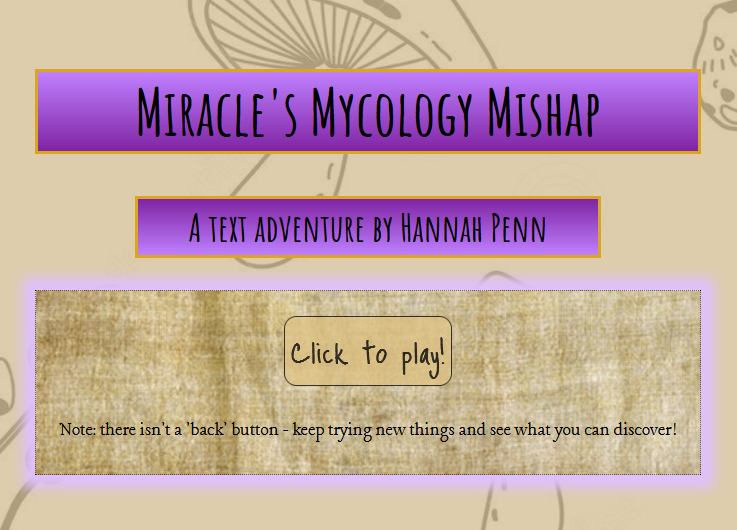 Miracle's Mycology Mishap
A text adventure by Hannah Penn
Click to play!
Note: there isn't a 'back' button - keep trying new things and see what you can discover!